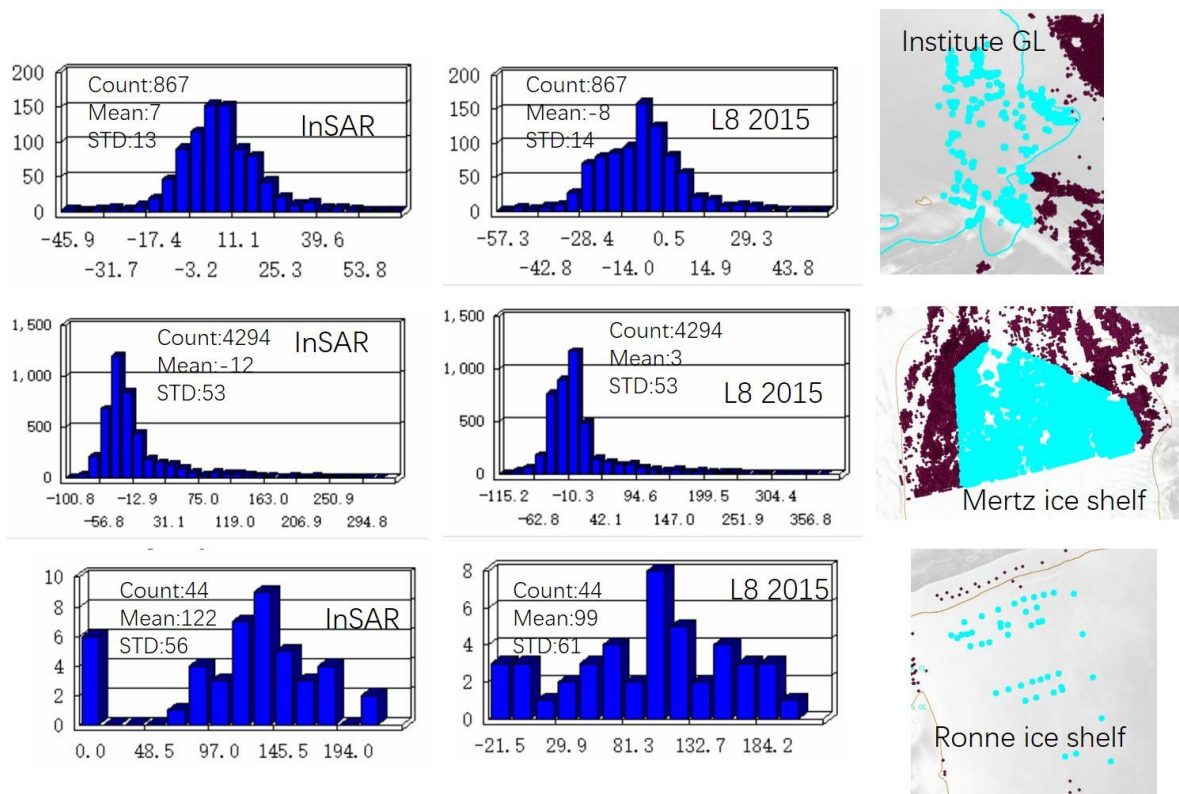 Institute GL
200
150
100
50
0
Count:867
Mean:7
STD:13
InSAR
-45.9 -17.4 11.1 39.6
-31.7 -3.2 25.3 53.8
200
150
100
50
0
Count:867
Mean:-8
STD:14
L8 2015
-57.3 -28.4 0.5 29.3
-42.8 -14.0 14.9 43.8
1,500
1,000
500
0
Count:4294
Mean:-12
STD:53
InSAR
-100.8 -12.9 75.0 163.0 250.9
-56.8 31.1 119.0 206.9 294.8
1,500
1,000
500
0
Count:4294
Mean:3
STD:53
L8 2015
-115.2 -10.3 94.6 199.5 304.4
-62.8 42.1 147.0 251.9 356.8
Mertz ice shelf
10
8
6
4
2
0
Count:44
Mean:122
STD:56
InSAR
0.0 48.5 97.0 145.5 194.0
8
6
4
2
0
Count:44
Mean:99
STD:61
L8 2015
-21.5 29.9 81.3 132.7 184.2
Ronne ice shelf